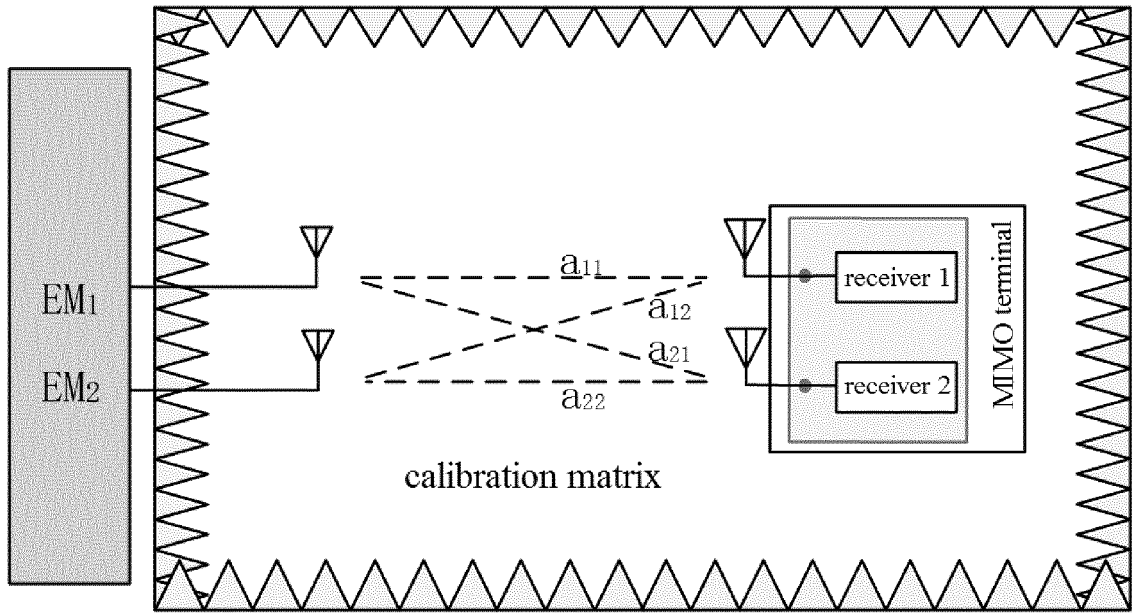 EM1
EM2
a11
a12
a21
a22
calibration matrix
receiver 1
receiver 2
MIMO terminal